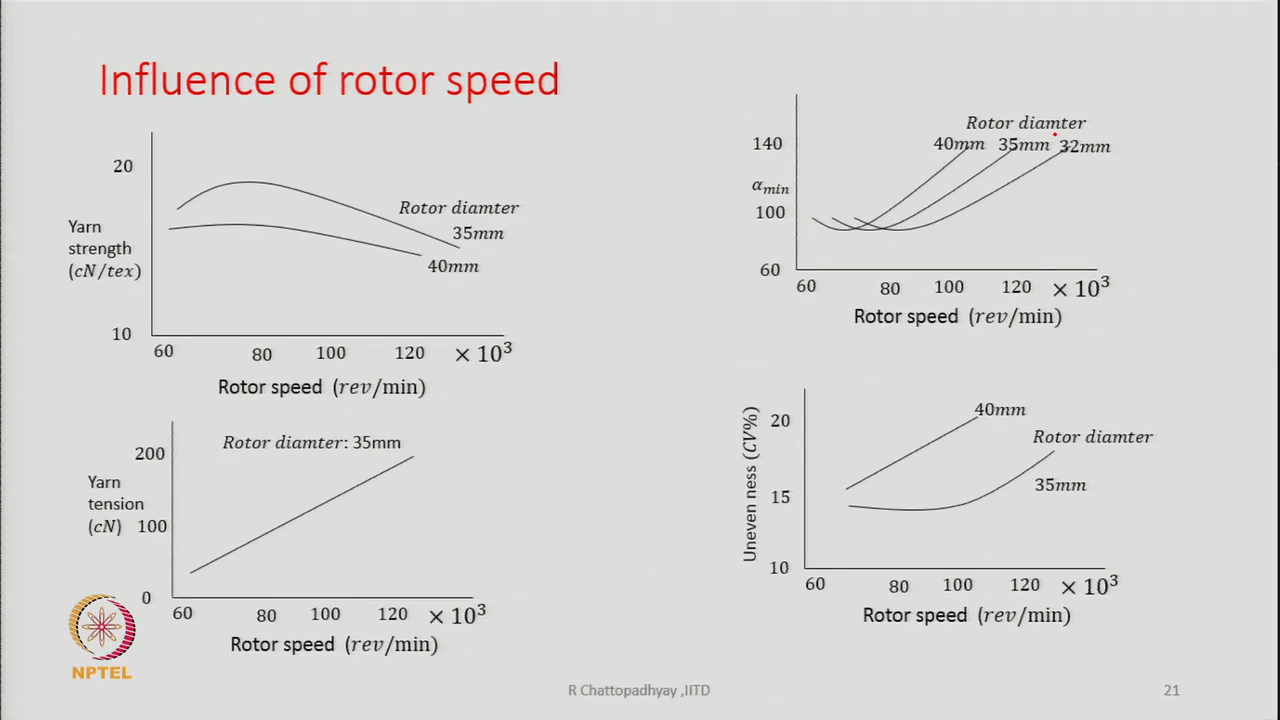 Influence of rotor speed
20
Yarn
strength
(cN/tex)
10
Rotor diamter
35mm
40mm
60 80 100 120 × 10³
Rotor speed (rev/min)
Rotor diamter
40mm 35mm 32mm
140
αmin
100
60
60 80 100 120 × 10³
Rotor speed (rev/min)
Rotor diamter: 35mm
200
Yarn
tension
(cN) 100
0
60 80 100 120 × 10³
Rotor speed (rev/min)
Uneven ness (CV%)
20
15
10
40mm
Rotor diamter
35mm
60 80 100 120 × 10³
Rotor speed (rev/min)
NPTEL
R Chattopadhyay ,IITD
21